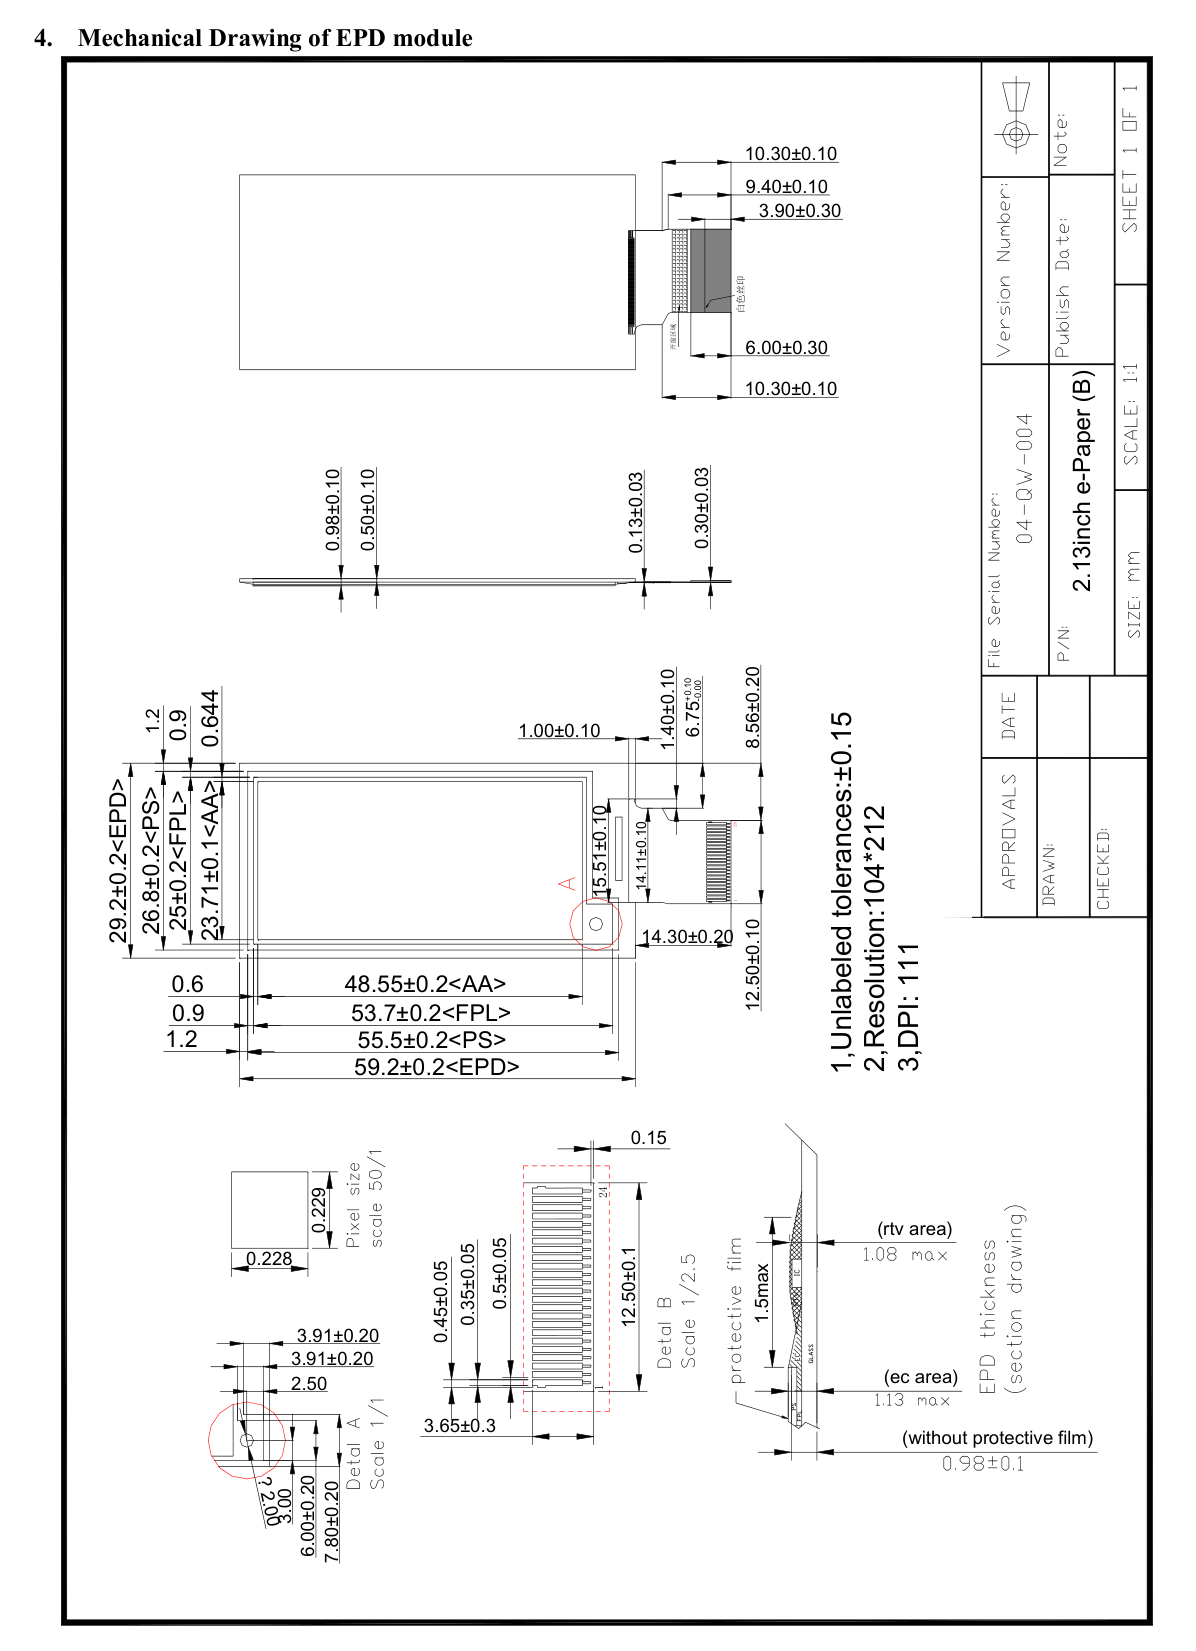 4. Mechanical Drawing of EPD module
10.30±0.10
9.40±0.10
3.90±0.30
白色丝印
开窗区域
6.00±0.30
10.30±0.10
0.98±0.10
0.50±0.10
0.13±0.03
0.30±0.03
1.2
0.9
0.644
29.2±0.2<EPD>
26.8±0.2<PS>
25±0.2<FPL>
23.71±0.1<AA>
1.00±0.10
1.40±0.10
6.75+0.10
-0.00
8.56±0.20
15.51±0.10
14.11±0.10
A
14.30±0.20
12.50±0.10
0.6
48.55±0.2<AA>
0.9
53.7±0.2<FPL>
1.2
55.5±0.2<PS>
59.2±0.2<EPD>
1,Unlabeled tolerances:±0.15
2,Resolution:104*212
3,DPI: 111
0.229
0.228
Pixel size
scale 50/1
3.91±0.20
3.91±0.20
2.50
? 2.00
3.00
6.00±0.20
7.80±0.20
Detal A
Scale 1/1
0.15
24
1
0.45±0.05
0.35±0.05
0.5±0.05
12.50±0.1
3.65±0.3
Detal B
Scale 1/2.5
protective film
1.5max
IC
GLASS
PS
FPL
(rtv area)
1.08 max
(ec area)
1.13 max
(without protective film)
0.98±0.1
EPD thickness
(section drawing)
Version Number:
Note:
Publish Date:
SHEET 1 OF 1
File Serial Number:
04-QW-004
P/N:
2.13inch e-Paper (B)
SCALE: 1:1
SIZE: mm
APPROVALS
DATE
DRAWN:
CHECKED: